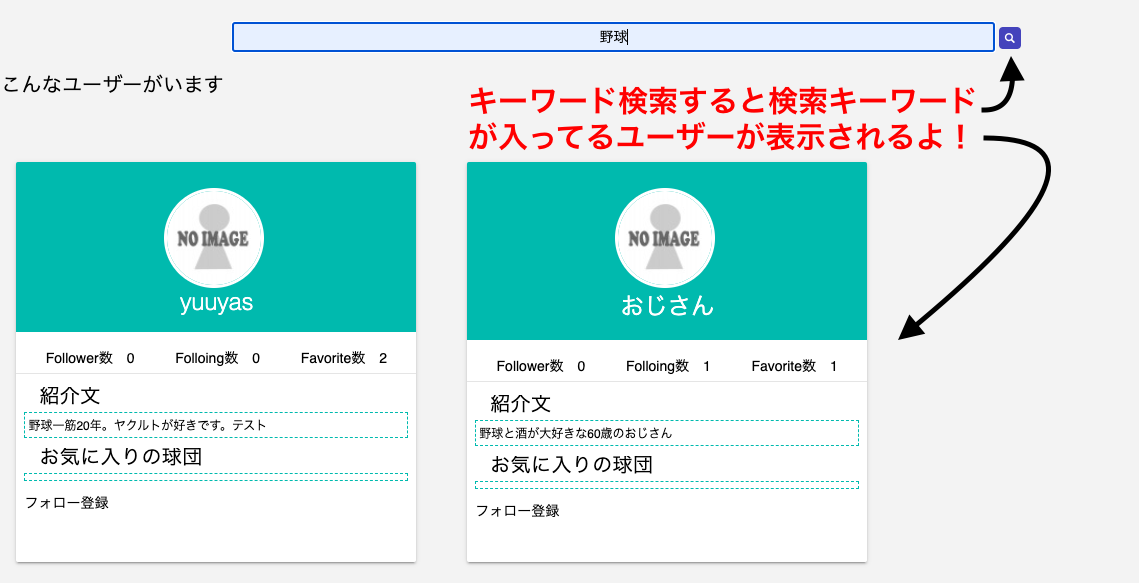 野球
こんなユーザーがいます
キーワード検索すると検索キーワード
が入ってるユーザーが表示されるよ！
NO IMAGE
yuuyas
Follower数 0 Folloing数 0 Favorite数 2
紹介文
野球一筋20年。ヤクルトが好きです。テスト
お気に入りの球団
フォロー登録
NO IMAGE
おじさん
Follower数 0 Folloing数 1 Favorite数 1
紹介文
野球と酒が大好きな60歳のおじさん
お気に入りの球団
フォロー登録